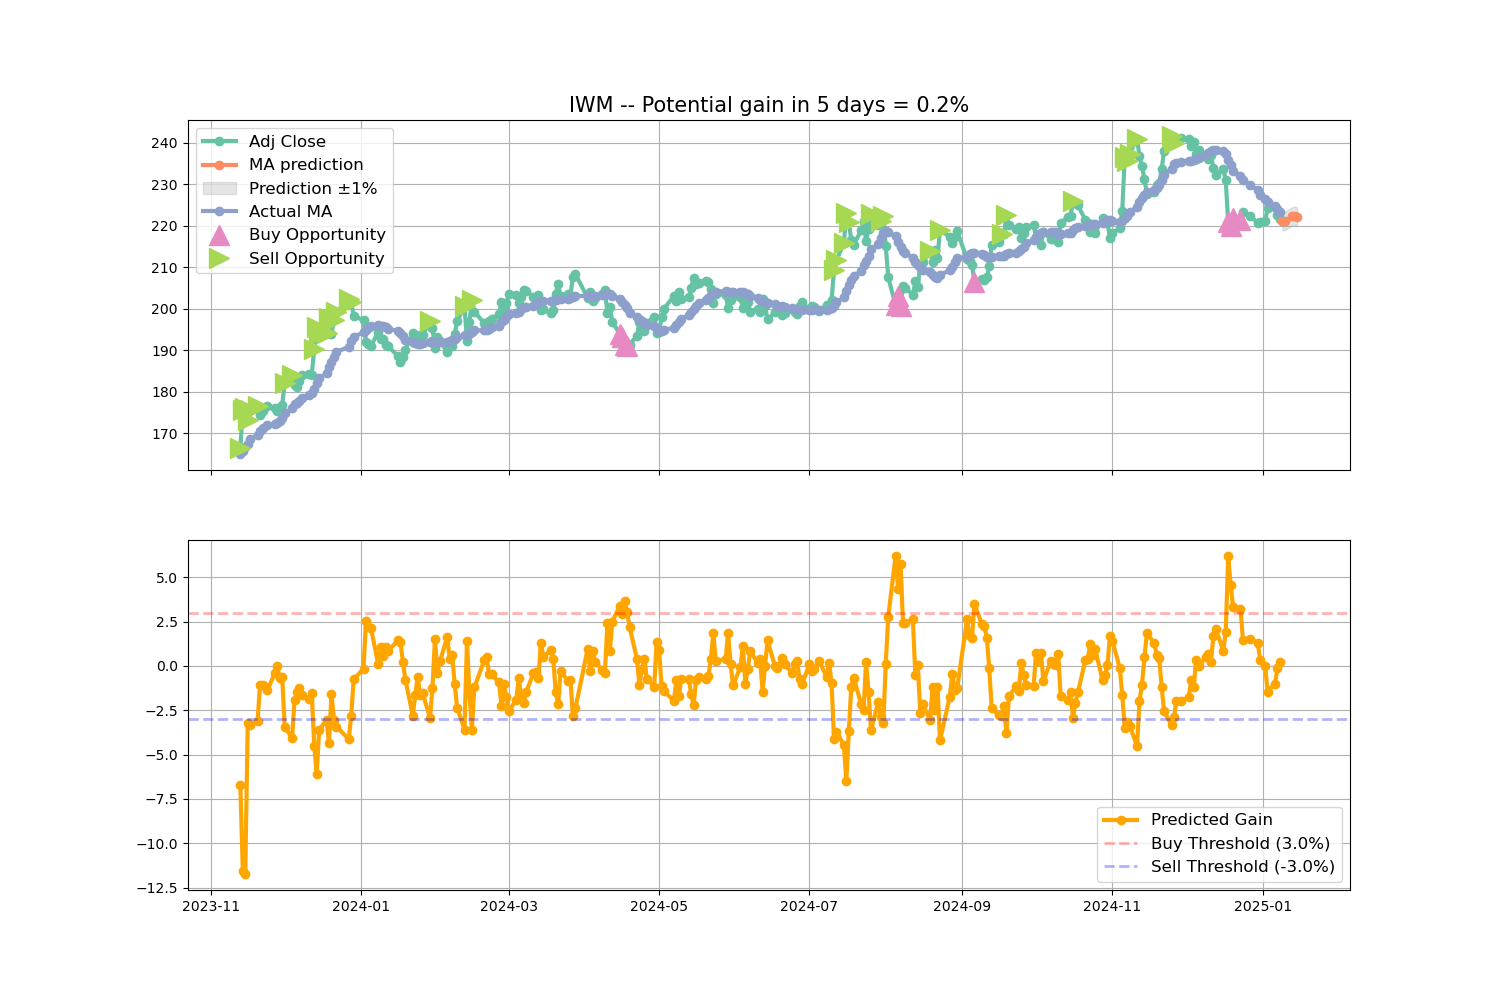 IWM -- Potential gain in 5 days = 0.2%
240
230
220
210
200
190
180
170
Adj Close
MA prediction
Prediction ±1%
Actual MA
Buy Opportunity
Sell Opportunity
5.0
2.5
0.0
−2.5
−5.0
−7.5
−10.0
−12.5
Predicted Gain
Buy Threshold (3.0%)
Sell Threshold (-3.0%)
2023-11
2024-01
2024-03
2024-05
2024-07
2024-09
2024-11
2025-01